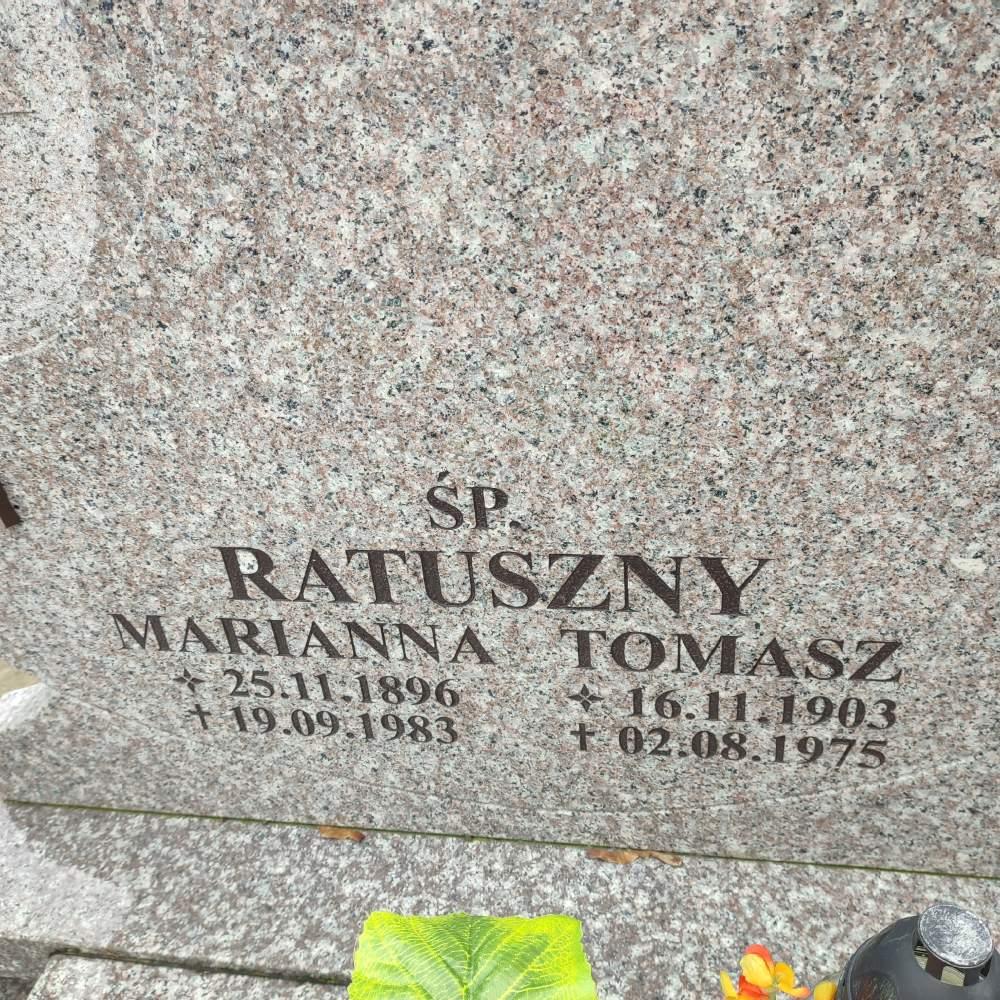 ŚP.
RATUSZNY
MARIANNA TOMASZ
✧ 25.11.1896 ✧ 16.11.1903
† 19.09.1983 † 02.08.1975